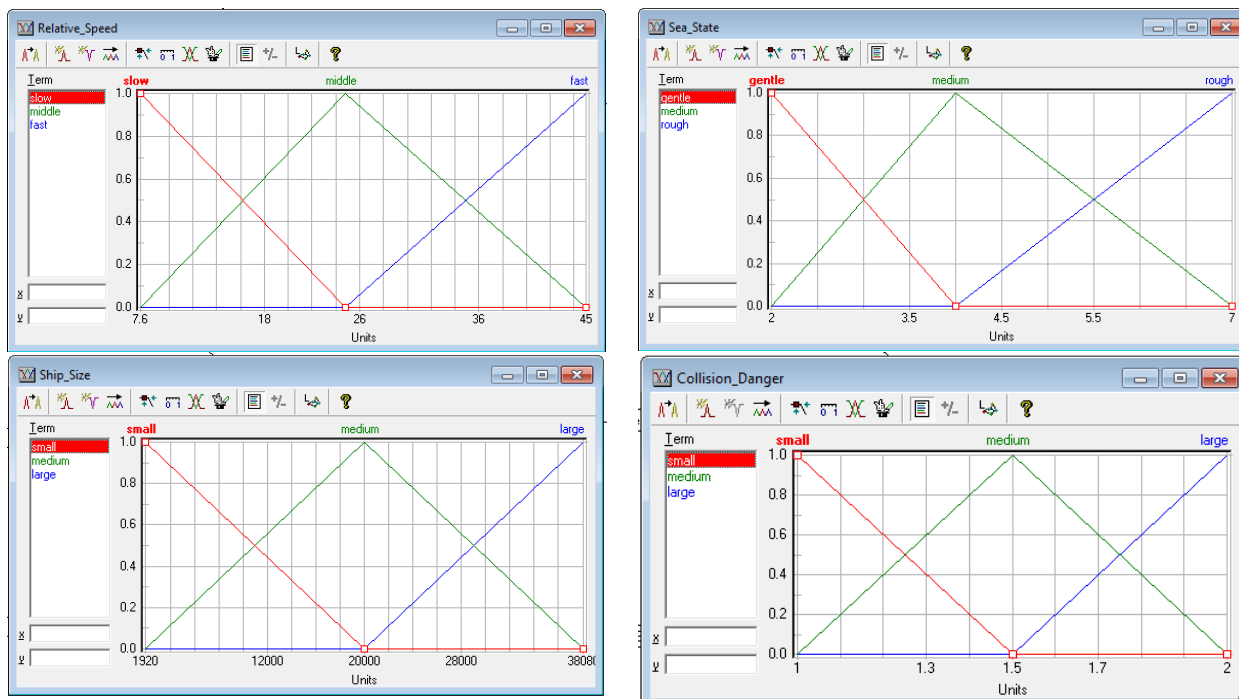 Relative_Speed
Term
slow
middle
fast
slow middle fast
1.0
0.8
0.6
0.4
0.2
0.0
7.6 18 26 36 45
Units
x
y
Sea_State
Term
gentle
medium
rough
gentle medium rough
1.0
0.8
0.6
0.4
0.2
0.0
2 3.5 4.5 5.5 7
Units
x
y
Ship_Size
Term
small
medium
large
small medium large
1.0
0.8
0.6
0.4
0.2
0.0
1920 12000 20000 28000 38080
Units
x
y
Collision_Danger
Term
small
medium
large
small medium large
1.0
0.8
0.6
0.4
0.2
0.0
1 1.3 1.5 1.7 2
Units
x
y